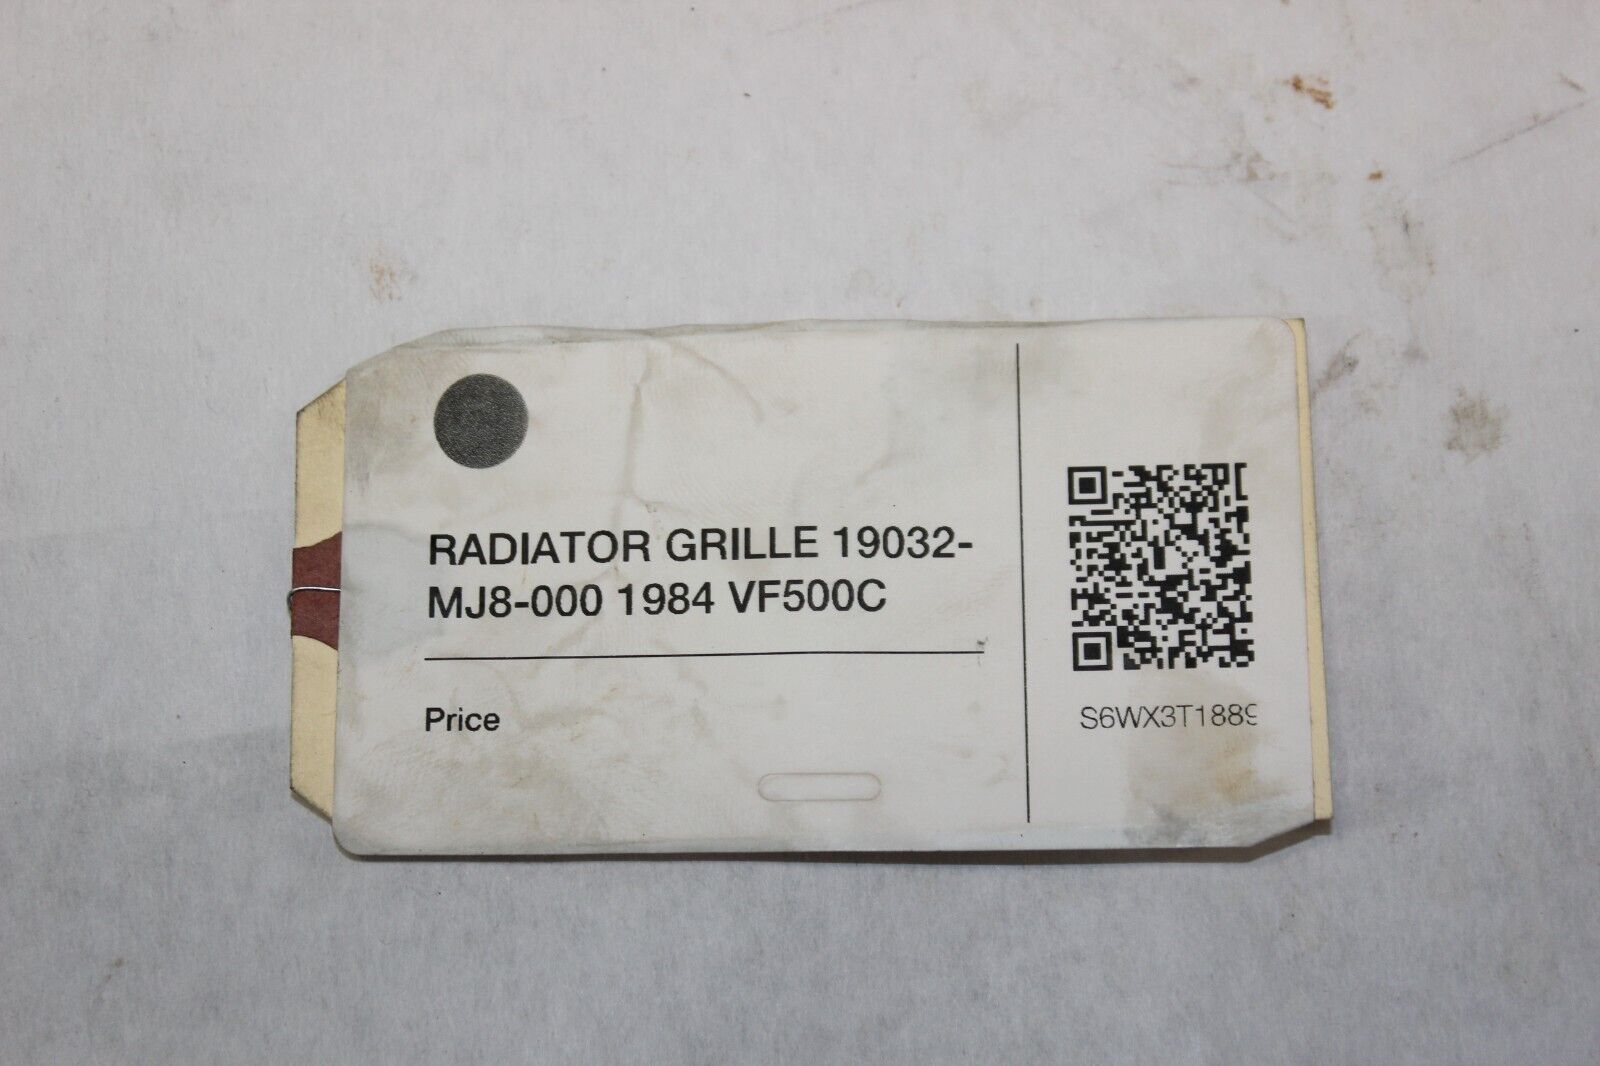 RADIATOR GRILLE 19032-
MJ8-000 1984 VF500C
Price
S6WX3T1889